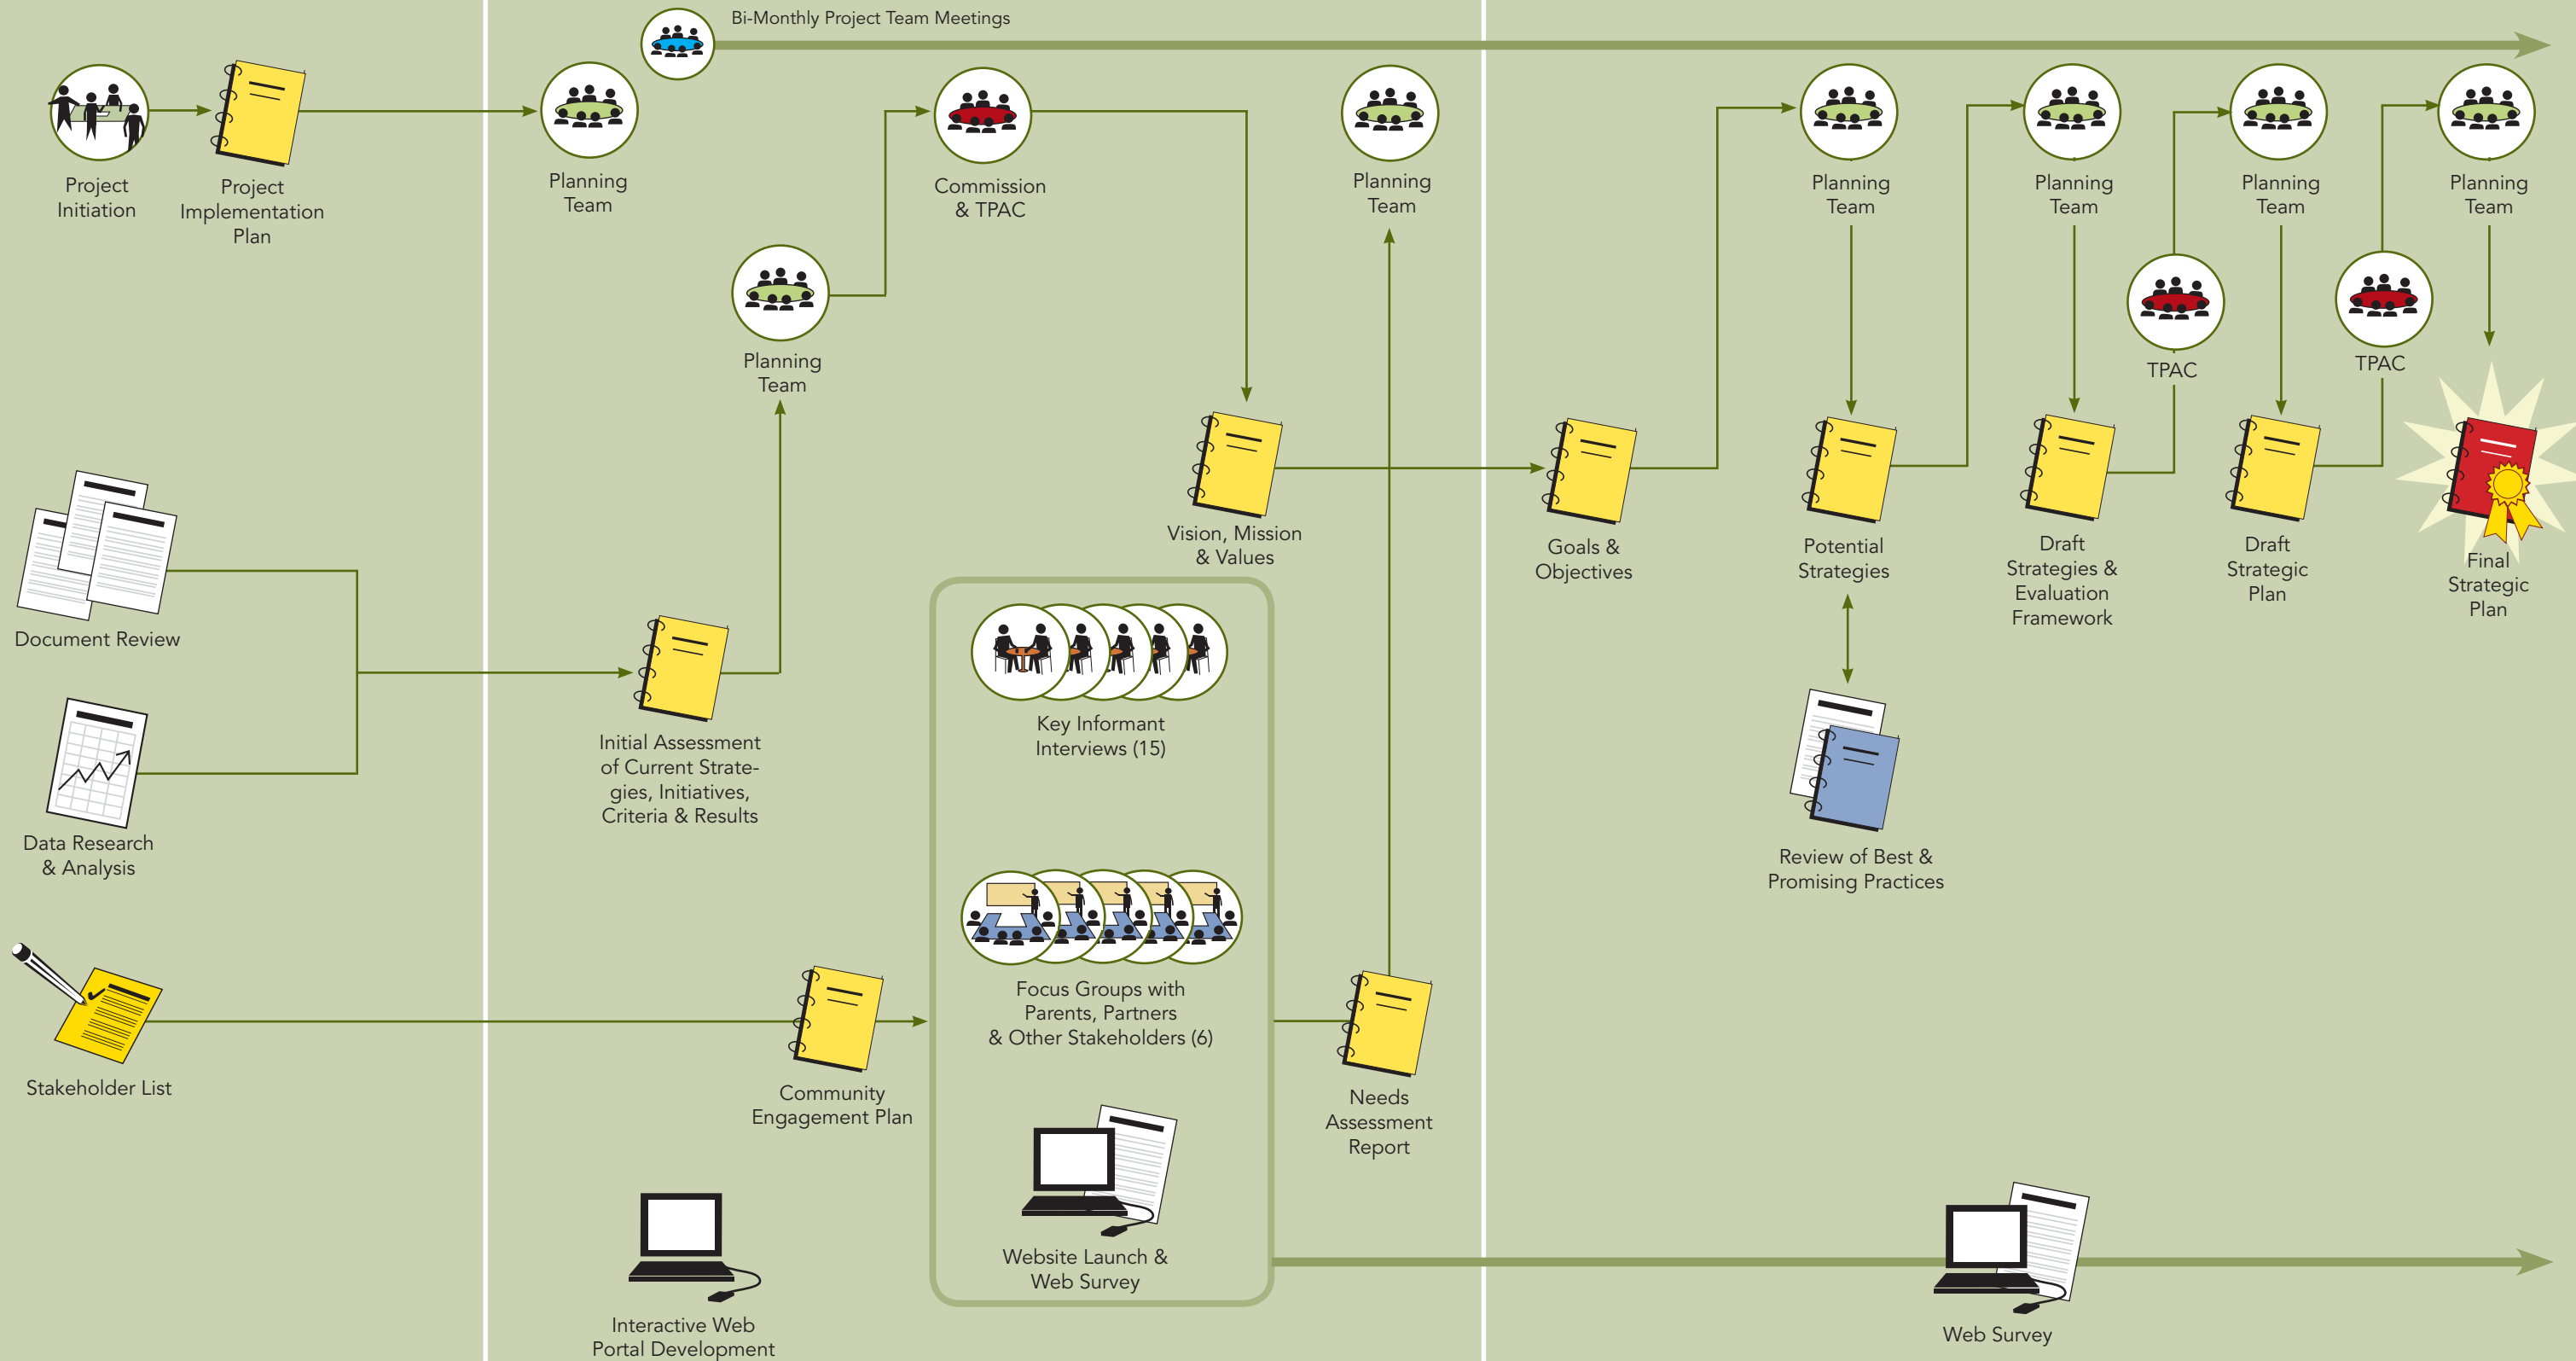 Bi-Monthly Project Team Meetings
Project
Initiation
Project
Implementation
Plan
Planning
Team
Commission
& TPAC
Planning
Team
Planning
Team
Planning
Team
Planning
Team
Planning
Team
Planning
Team
TPAC
TPAC
Document Review
Data Research
& Analysis
Stakeholder List
Initial Assessment
of Current Strate-
gies, Initiatives,
Criteria & Results
Vision, Mission
& Values
Goals &
Objectives
Potential
Strategies
Draft
Strategies &
Evaluation
Framework
Draft
Strategic
Plan
Final
Strategic
Plan
Key Informant
Interviews (15)
Review of Best &
Promising Practices
Focus Groups with
Parents, Partners
& Other Stakeholders (6)
Community
Engagement Plan
Needs
Assessment
Report
Website Launch &
Web Survey
Interactive Web
Portal Development
Web Survey